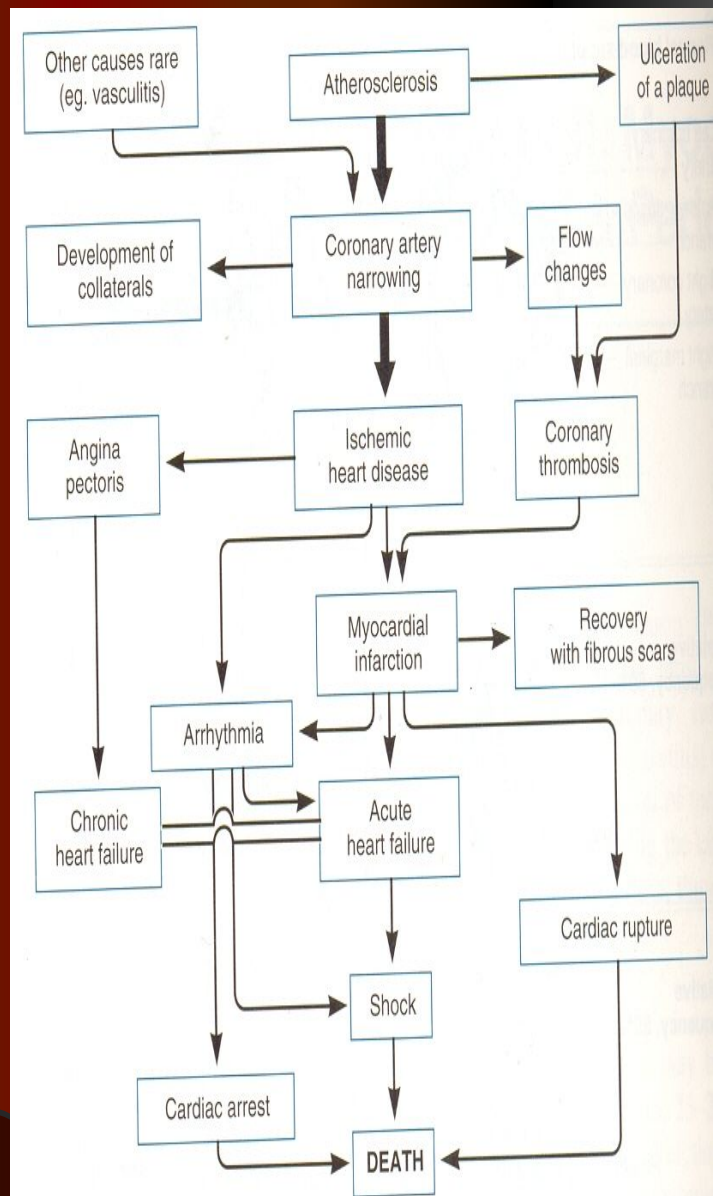 Other causes rare
(eg. vasculitis)
Atherosclerosis
Ulceration
of a plaque
Development of
collaterals
Coronary artery
narrowing
Flow
changes
Angina
pectoris
Ischemic
heart disease
Coronary
thrombosis
Myocardial
infarction
Recovery
with fibrous scars
Arrhythmia
Chronic
heart failure
Acute
heart failure
Cardiac rupture
Shock
Cardiac arrest
DEATH